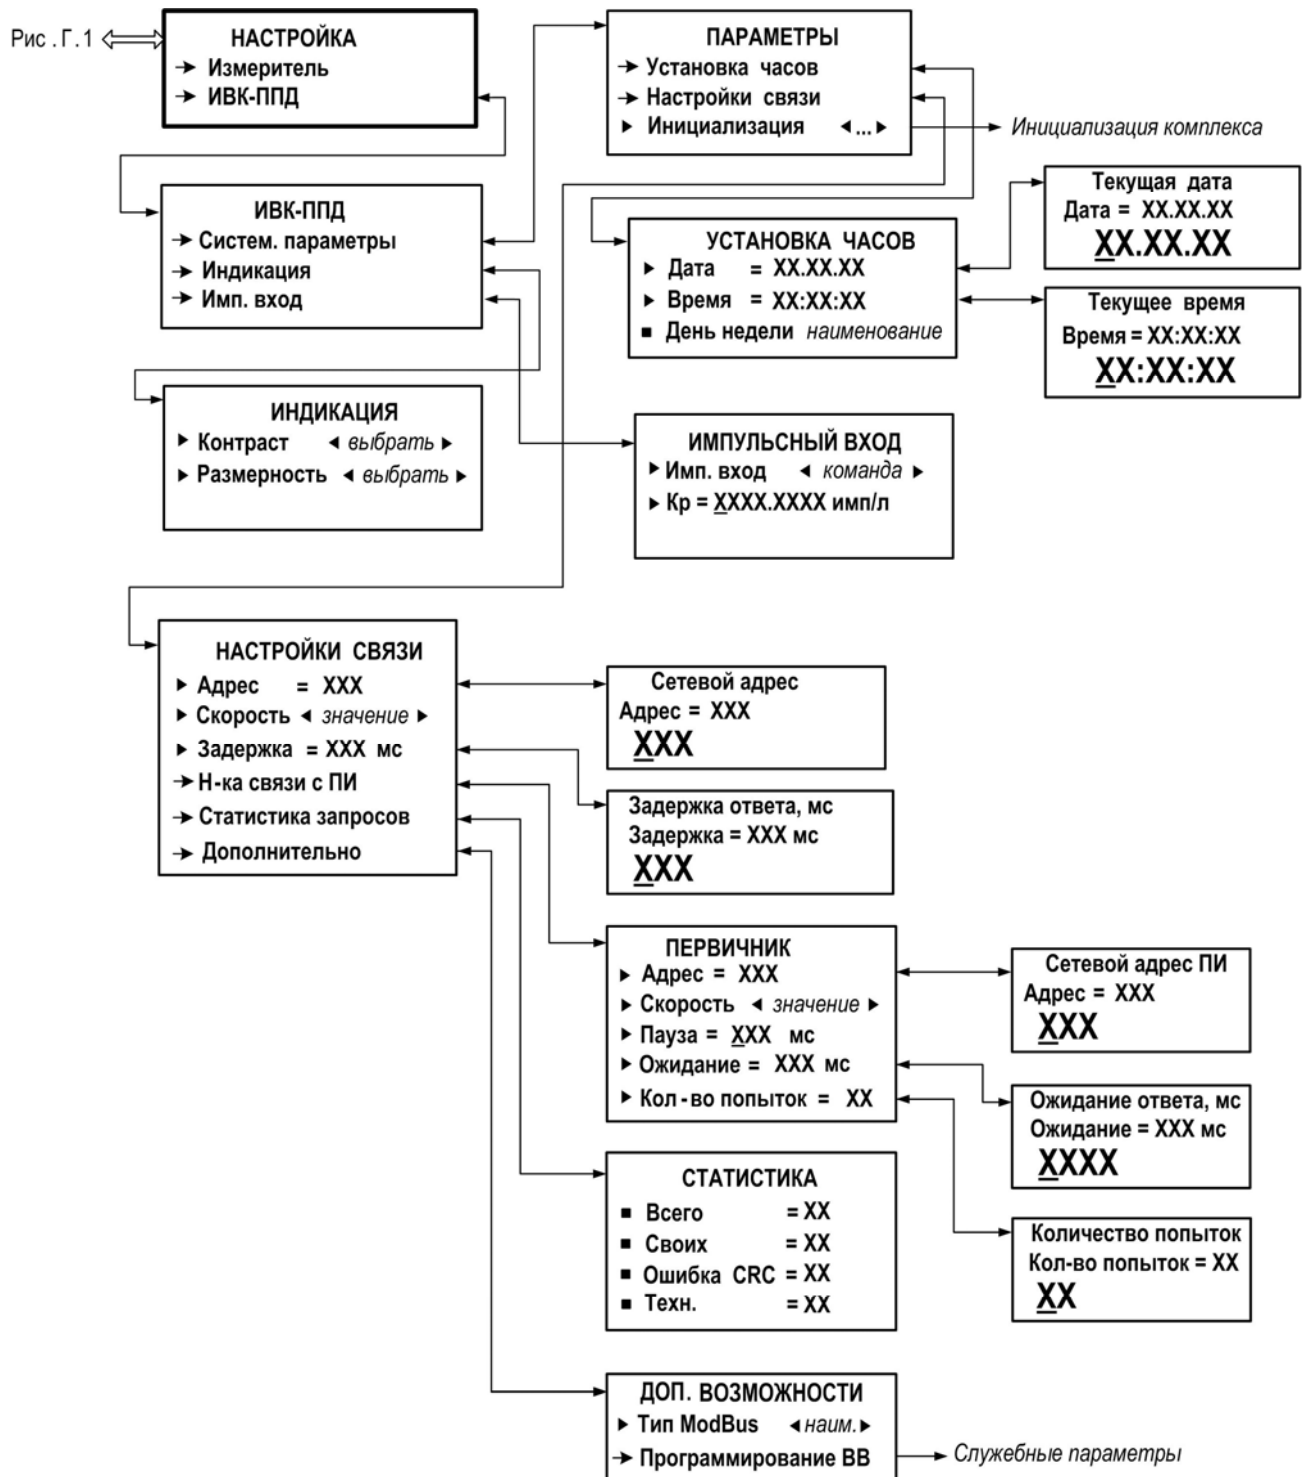 Рис . Г. 1
НАСТРОЙКА
Измеритель
ИВК-ППД
ПАРАМЕТРЫ
Установка часов
Настройки связи
Инициализация ◄...►
Инициализация комплекса
ИВК-ППД
Систем. параметры
Индикация
Имп. вход
УСТАНОВКА ЧАСОВ
Дата = XX.XX.XX
Время = XX:XX:XX
День недели наименование
Текущая дата
Дата = XX.XX.XX
XX.XX.XX
Текущее время
Время = XX:XX:XX
XX:XX:XX
ИНДИКАЦИЯ
Контраст ◄ выбрать ►
Размерность ◄ выбрать ►
ИМПУЛЬСНЫЙ ВХОД
Имп. вход ◄ команда ►
Кр = XXXX.XXXX имп/л
НАСТРОЙКИ СВЯЗИ
Адрес = XXX
Скорость ◄ значение ►
Задержка = XXX мс
Н-ка связи с ПИ
Статистика запросов
Дополнительно
Сетевой адрес
Адрес = XXX
XXX
Задержка ответа, мс
Задержка = XXX мс
XXX
ПЕРВИЧНИК
Адрес = XXX
Скорость ◄ значение ►
Пауза = XXX мс
Ожидание = XXX мс
Кол-во попыток = XX
Сетевой адрес ПИ
Адрес = XXX
XXX
Ожидание ответа, мс
Ожидание = XXX мс
XXXX
Количество попыток
Кол-во попыток = XX
XX
СТАТИСТИКА
Всего = XX
Своих = XX
Ошибка CRC = XX
Техн. = XX
ДОП. ВОЗМОЖНОСТИ
Тип ModBus ◄ наим. ►
Программирование ВВ
Служебные параметры